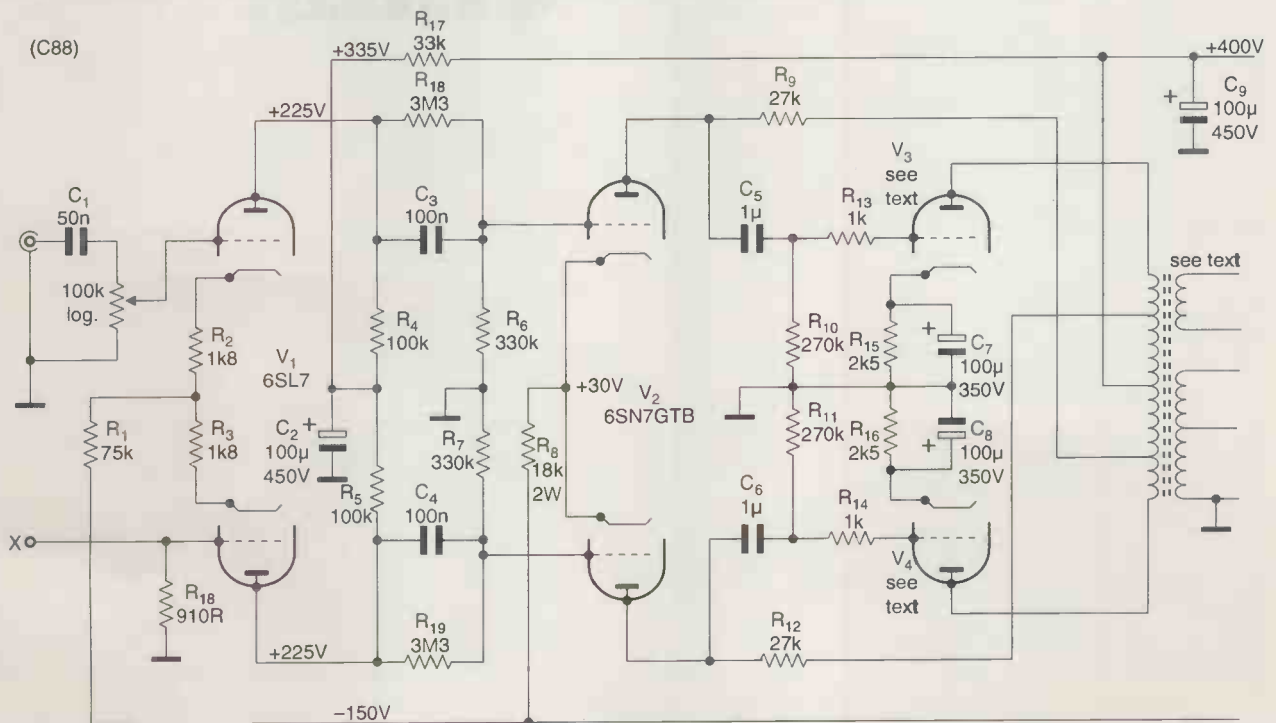 (C88)
R17
33k
+335V
+400V
R18
3M3
R9
27k
C9
100µ
450V
+
+225V
V3
see
text
C1
50n
C3
100n
C5
1µ
R13
1k
see text
100k
log.
R2
1k8
R4
100k
R6
330k
R10
270k
R15
2k5
+
C7
100µ
350V
V1
6SL7
+30V
V2
6SN7GTB
R1
75k
R3
1k8
C2
100µ
450V
+
R7
330k
R8
18k
2W
R11
270k
R16
2k5
+
C8
100µ
350V
R5
100k
C4
100n
C6
1µ
R14
1k
X
V4
see
text
R18
910R
R19
3M3
R12
27k
+225V
−150V